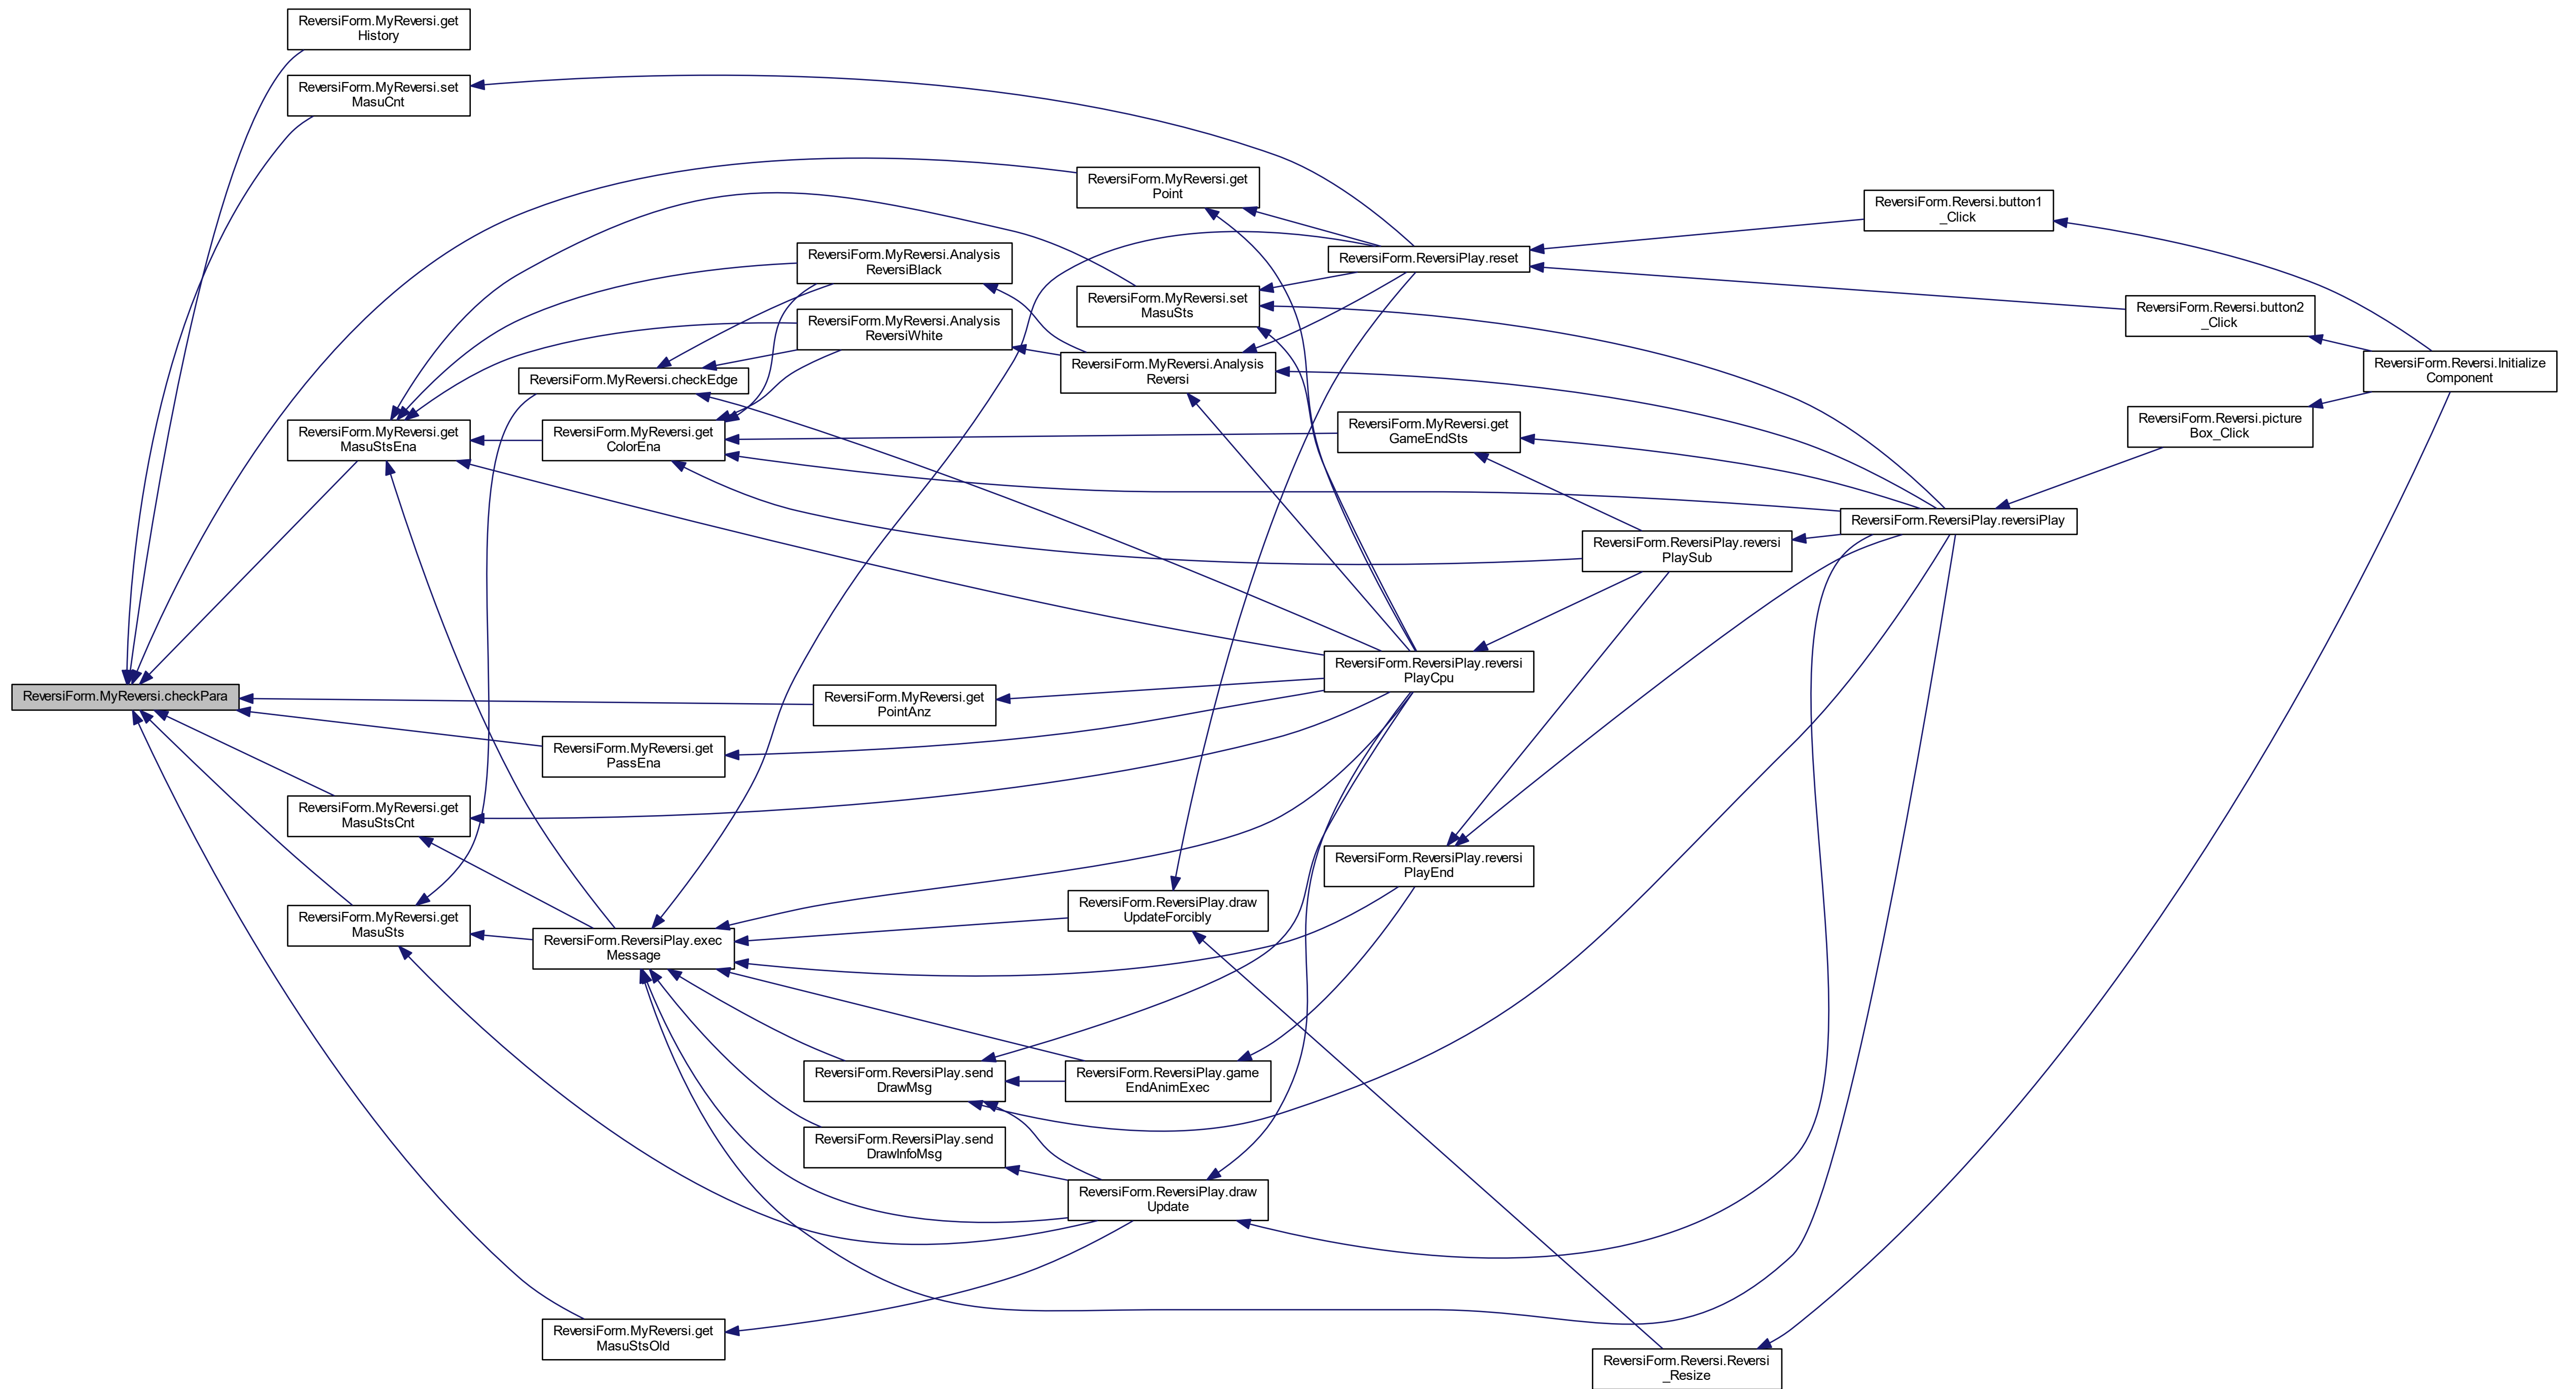 ReversiForm.MyReversi.get
History
ReversiForm.MyReversi.set
MasuCnt
ReversiForm.MyReversi.get
Point
ReversiForm.Reversi.button1
_Click
ReversiForm.MyReversi.Analysis
ReversiBlack
ReversiForm.ReversiPlay.reset
ReversiForm.MyReversi.set
MasuSts
ReversiForm.Reversi.button2
_Click
ReversiForm.MyReversi.Analysis
ReversiWhite
ReversiForm.MyReversi.Analysis
Reversi
ReversiForm.Reversi.Initialize
Component
ReversiForm.MyReversi.checkEdge
ReversiForm.MyReversi.get
MasuStsEna
ReversiForm.MyReversi.get
ColorEna
ReversiForm.MyReversi.get
GameEndSts
ReversiForm.Reversi.picture
Box_Click
ReversiForm.ReversiPlay.reversiPlay
ReversiForm.ReversiPlay.reversi
PlaySub
ReversiForm.ReversiPlay.reversi
PlayCpu
ReversiForm.MyReversi.checkPara
ReversiForm.MyReversi.get
PointAnz
ReversiForm.MyReversi.get
PassEna
ReversiForm.MyReversi.get
MasuStsCnt
ReversiForm.ReversiPlay.reversi
PlayEnd
ReversiForm.ReversiPlay.draw
UpdateForcibly
ReversiForm.MyReversi.get
MasuSts
ReversiForm.ReversiPlay.exec
Message
ReversiForm.ReversiPlay.send
DrawMsg
ReversiForm.ReversiPlay.game
EndAnimExec
ReversiForm.ReversiPlay.send
DrawInfoMsg
ReversiForm.ReversiPlay.draw
Update
ReversiForm.MyReversi.get
MasuStsOld
ReversiForm.Reversi.Reversi
_Resize